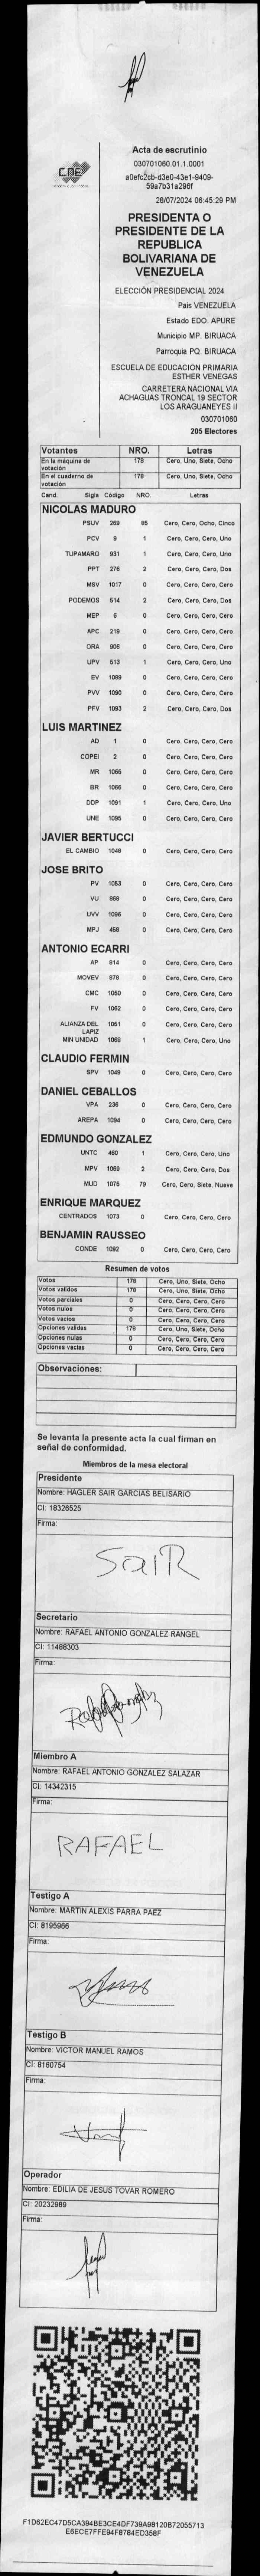 CNE
Acta de escrutinio
030701060.01.1.0001
a0efc2cb-d3e0-43e1-9409-
59a7b31a296f
28/07/2024 06:45:29 PM
PRESIDENTA O
PRESIDENTE DE LA
REPUBLICA
BOLIVARIANA DE
VENEZUELA
ELECCIÓN PRESIDENCIAL 2024
Pais VENEZUELA
Estado EDO. APURE
Municipio MP. BIRUACA
Parroquia PQ. BIRUACA
ESCUELA DE EDUCACION PRIMARIA
ESTHER VENEGAS
CARRETERA NACIONAL VIA
ACHAGUAS TRONCAL 19 SECTOR
LOS ARAGUANEYES II
030701060
205 Electores
Votantes NRO. Letras
En la máquina de votación 178 Cero, Uno, Siete, Ocho
En el cuaderno de votación 178 Cero, Uno, Siete, Ocho
Cand. Sigla Código NRO. Letras
NICOLAS MADURO
PSUV 269 85 Cero, Cero, Ocho, Cinco
PCV 9 1 Cero, Cero, Cero, Uno
TUPAMARO 931 1 Cero, Cero, Cero, Uno
PPT 276 2 Cero, Cero, Cero, Dos
MSV 1017 0 Cero, Cero, Cero, Cero
PODEMOS 514 2 Cero, Cero, Cero, Dos
MEP 6 0 Cero, Cero, Cero, Cero
APC 219 0 Cero, Cero, Cero, Cero
ORA 906 0 Cero, Cero, Cero, Cero
UPV 513 1 Cero, Cero, Cero, Uno
EV 1089 0 Cero, Cero, Cero, Cero
PVV 1090 0 Cero, Cero, Cero, Cero
PFV 1093 2 Cero, Cero, Cero, Dos
LUIS MARTINEZ
AD 1 0 Cero, Cero, Cero, Cero
COPEI 2 0 Cero, Cero, Cero, Cero
MR 1065 0 Cero, Cero, Cero, Cero
BR 1066 0 Cero, Cero, Cero, Cero
DDP 1091 1 Cero, Cero, Cero, Uno
UNE 1095 0 Cero, Cero, Cero, Cero
JAVIER BERTUCCI
EL CAMBIO 1048 0 Cero, Cero, Cero, Cero
JOSE BRITO
PV 1053 0 Cero, Cero, Cero, Cero
VU 868 0 Cero, Cero, Cero, Cero
UVV 1096 0 Cero, Cero, Cero, Cero
MPJ 458 0 Cero, Cero, Cero, Cero
ANTONIO ECARRI
AP 814 0 Cero, Cero, Cero, Cero
MOVEV 878 0 Cero, Cero, Cero, Cero
CMC 1050 0 Cero, Cero, Cero, Cero
FV 1062 0 Cero, Cero, Cero, Cero
ALIANZA DEL LAPIZ 1051 0 Cero, Cero, Cero, Cero
MIN UNIDAD 1069 1 Cero, Cero, Cero, Uno
CLAUDIO FERMIN
SPV 1049 0 Cero, Cero, Cero, Cero
DANIEL CEBALLOS
VPA 236 0 Cero, Cero, Cero, Cero
AREPA 1094 0 Cero, Cero, Cero, Cero
EDMUNDO GONZALEZ
UNTC 460 1 Cero, Cero, Cero, Uno
MPV 1069 2 Cero, Cero, Cero, Dos
MUD 1075 79 Cero, Cero, Siete, Nueve
ENRIQUE MARQUEZ
CENTRADOS 1073 0 Cero, Cero, Cero, Cero
BENJAMIN RAUSSEO
CONDE 1092 0 Cero, Cero, Cero, Cero
Resumen de votos
Votos 178 Cero, Uno, Siete, Ocho
Votos validos 178 Cero, Uno, Siete, Ocho
Votos parciales 0 Cero, Cero, Cero, Cero
Votos nulos 0 Cero, Cero, Cero, Cero
Votos vacios 0 Cero, Cero, Cero, Cero
Opciones validas 178 Cero, Uno, Siete, Ocho
Opciones nulas 0 Cero, Cero, Cero, Cero
Opciones vacias 0 Cero, Cero, Cero, Cero
Observaciones:
Se levanta la presente acta la cual firman en
señal de conformidad.
Miembros de la mesa electoral
Presidente
Nombre: HAGLER SAIR GARCIAS BELISARIO
CI: 18326525
Firma:
SaiR
Secretario
Nombre: RAFAEL ANTONIO GONZALEZ RANGEL
CI: 11488303
Firma:
Miembro A
Nombre: RAFAEL ANTONIO GONZALEZ SALAZAR
CI: 14342315
Firma:
RAFAEL
Testigo A
Nombre: MARTIN ALEXIS PARRA PAEZ
CI: 8195966
Firma:
Testigo B
Nombre: VICTOR MANUEL RAMOS
CI: 8160754
Firma:
Operador
Nombre: EDILIA DE JESUS TOVAR ROMERO
CI: 20232989
Firma:
F1D62EC47D5CA394BE3CE4DF739A98120B72055713
E6ECE7FFE94F8784ED358F